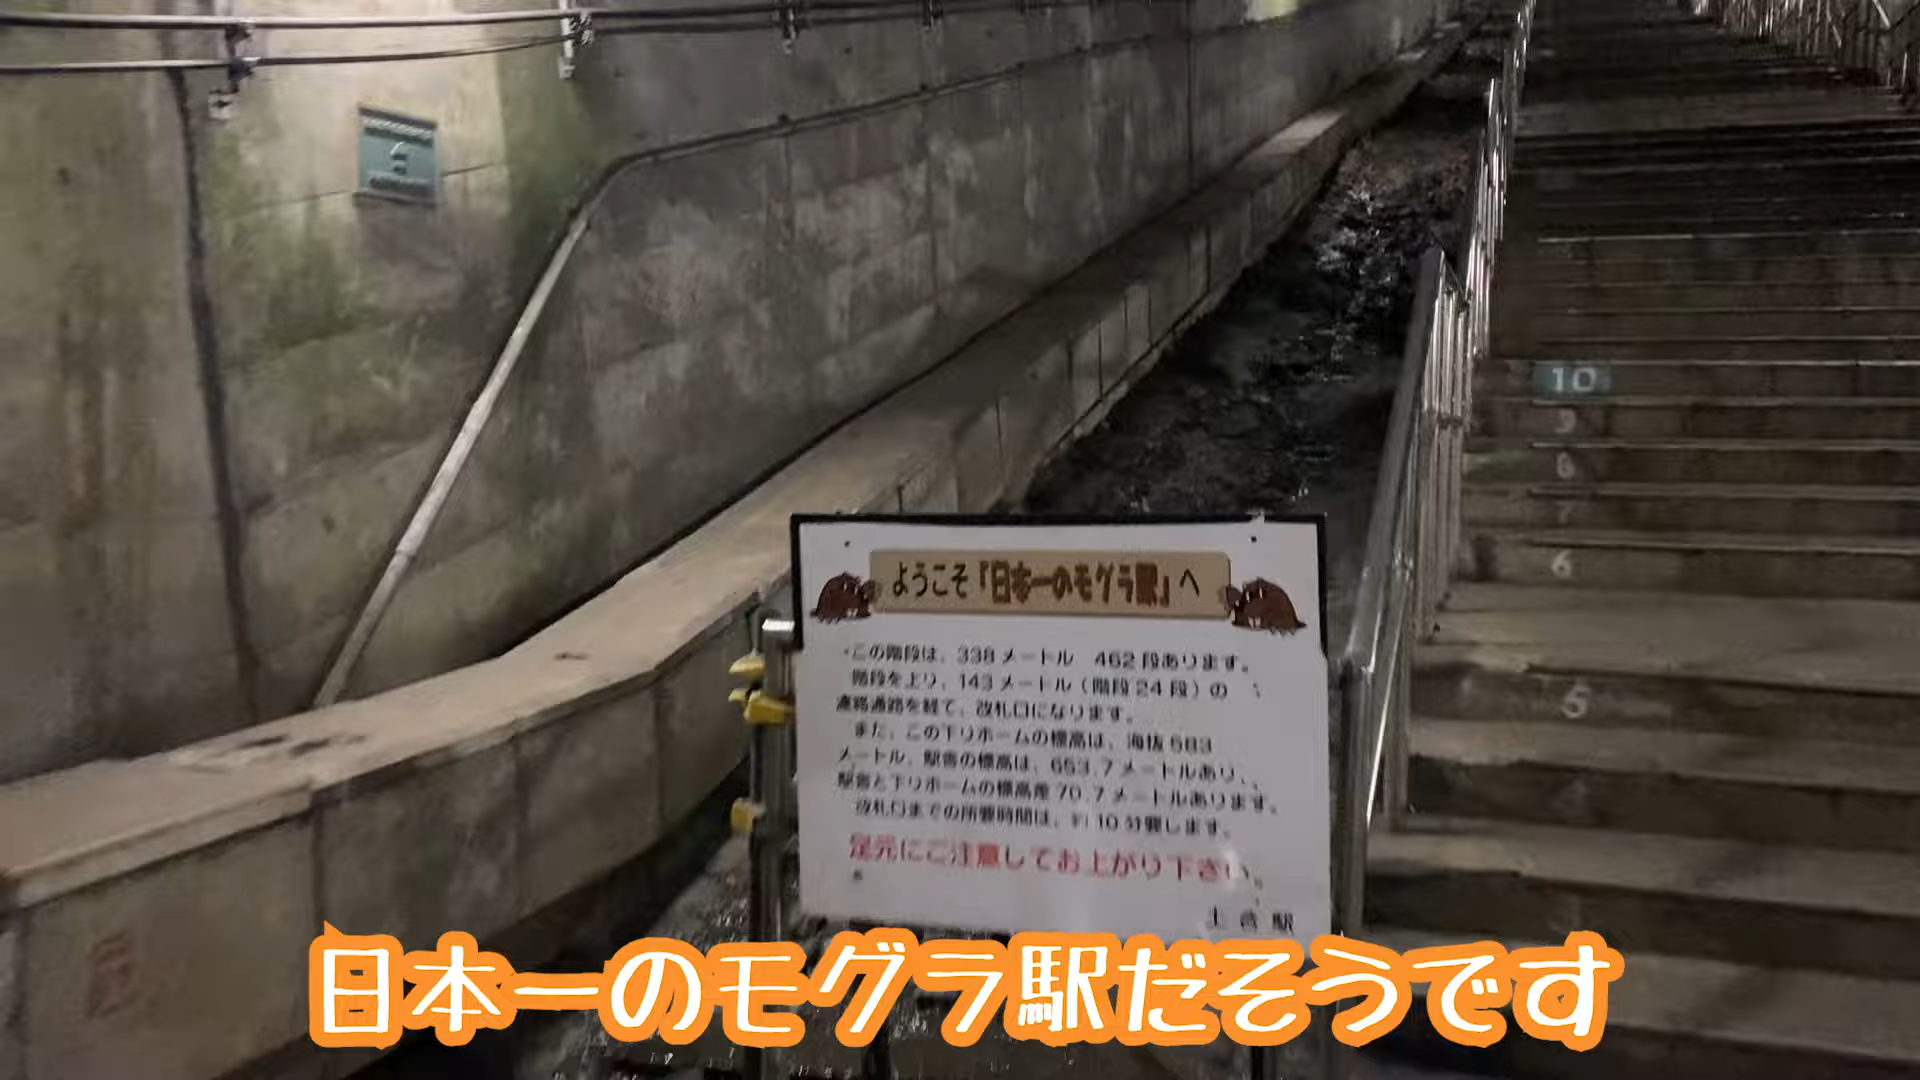 10
9
8
7
6
5
ようこそ「日本一のモグラ駅」へ
・この階段は、338メートル　462段あります。
階段を上り、143メートル（階段24段）の
連絡通路を経て、改札口になります。
また、この下りホームの標高は、海抜583
メートル、駅舎の標高は、653.7メートルあり、
駅舎と下りホームの標高差70.7メートルあります。
改札口までの所要時間は、約10分要します。
足元にご注意してお上がり下さい。
土合駅
日本一のモグラ駅だそうです